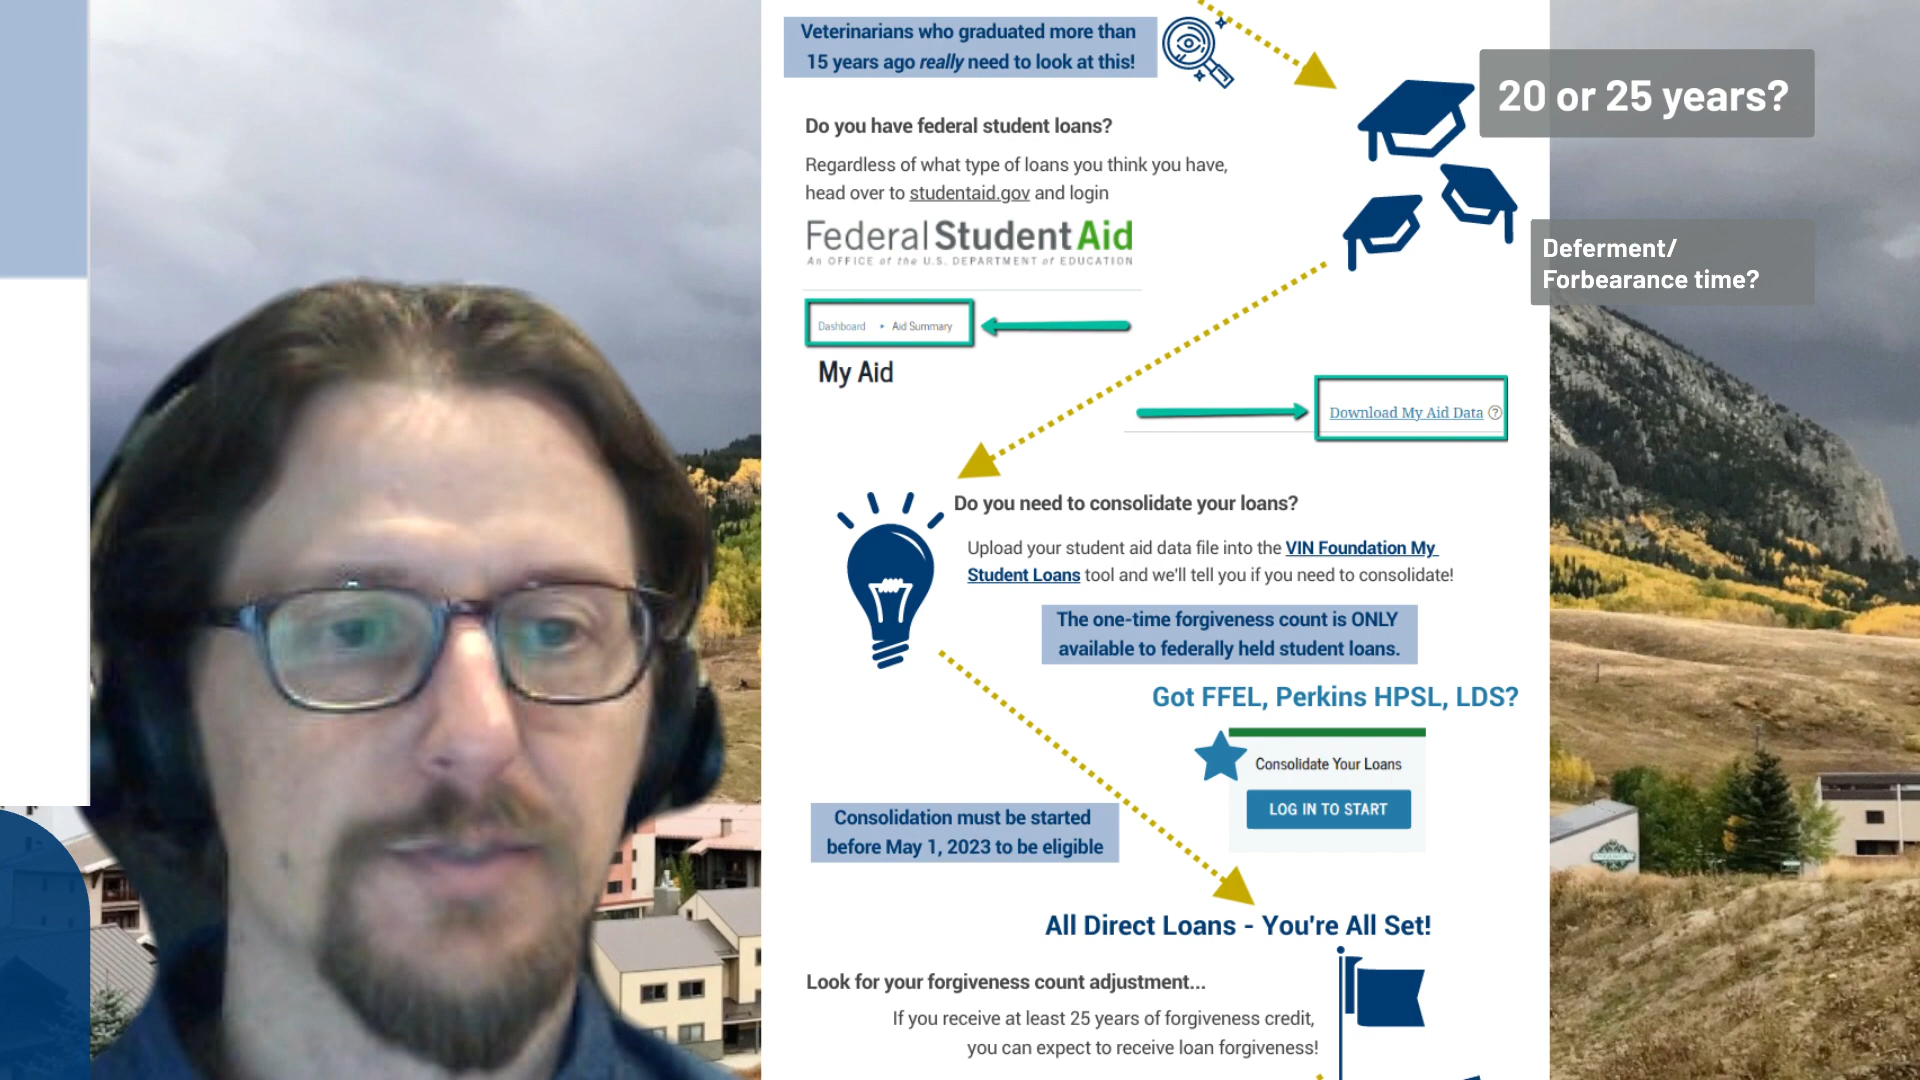 Veterinarians who graduated more than
15 years ago really need to look at this!
20 or 25 years?
Do you have federal student loans?
Regardless of what type of loans you think you have,
head over to studentaid.gov and login
Federal Student Aid
An OFFICE of the U.S. DEPARTMENT of EDUCATION
Deferment/
Forbearance time?
Dashboard ▸ Aid Summary
My Aid
Download My Aid Data ?
Do you need to consolidate your loans?
Upload your student aid data file into the VIN Foundation My
Student Loans tool and we'll tell you if you need to consolidate!
The one-time forgiveness count is ONLY
available to federally held student loans.
Got FFEL, Perkins HPSL, LDS?
Consolidate Your Loans
LOG IN TO START
Consolidation must be started
before May 1, 2023 to be eligible
All Direct Loans - You're All Set!
Look for your forgiveness count adjustment...
If you receive at least 25 years of forgiveness credit,
you can expect to receive loan forgiveness!